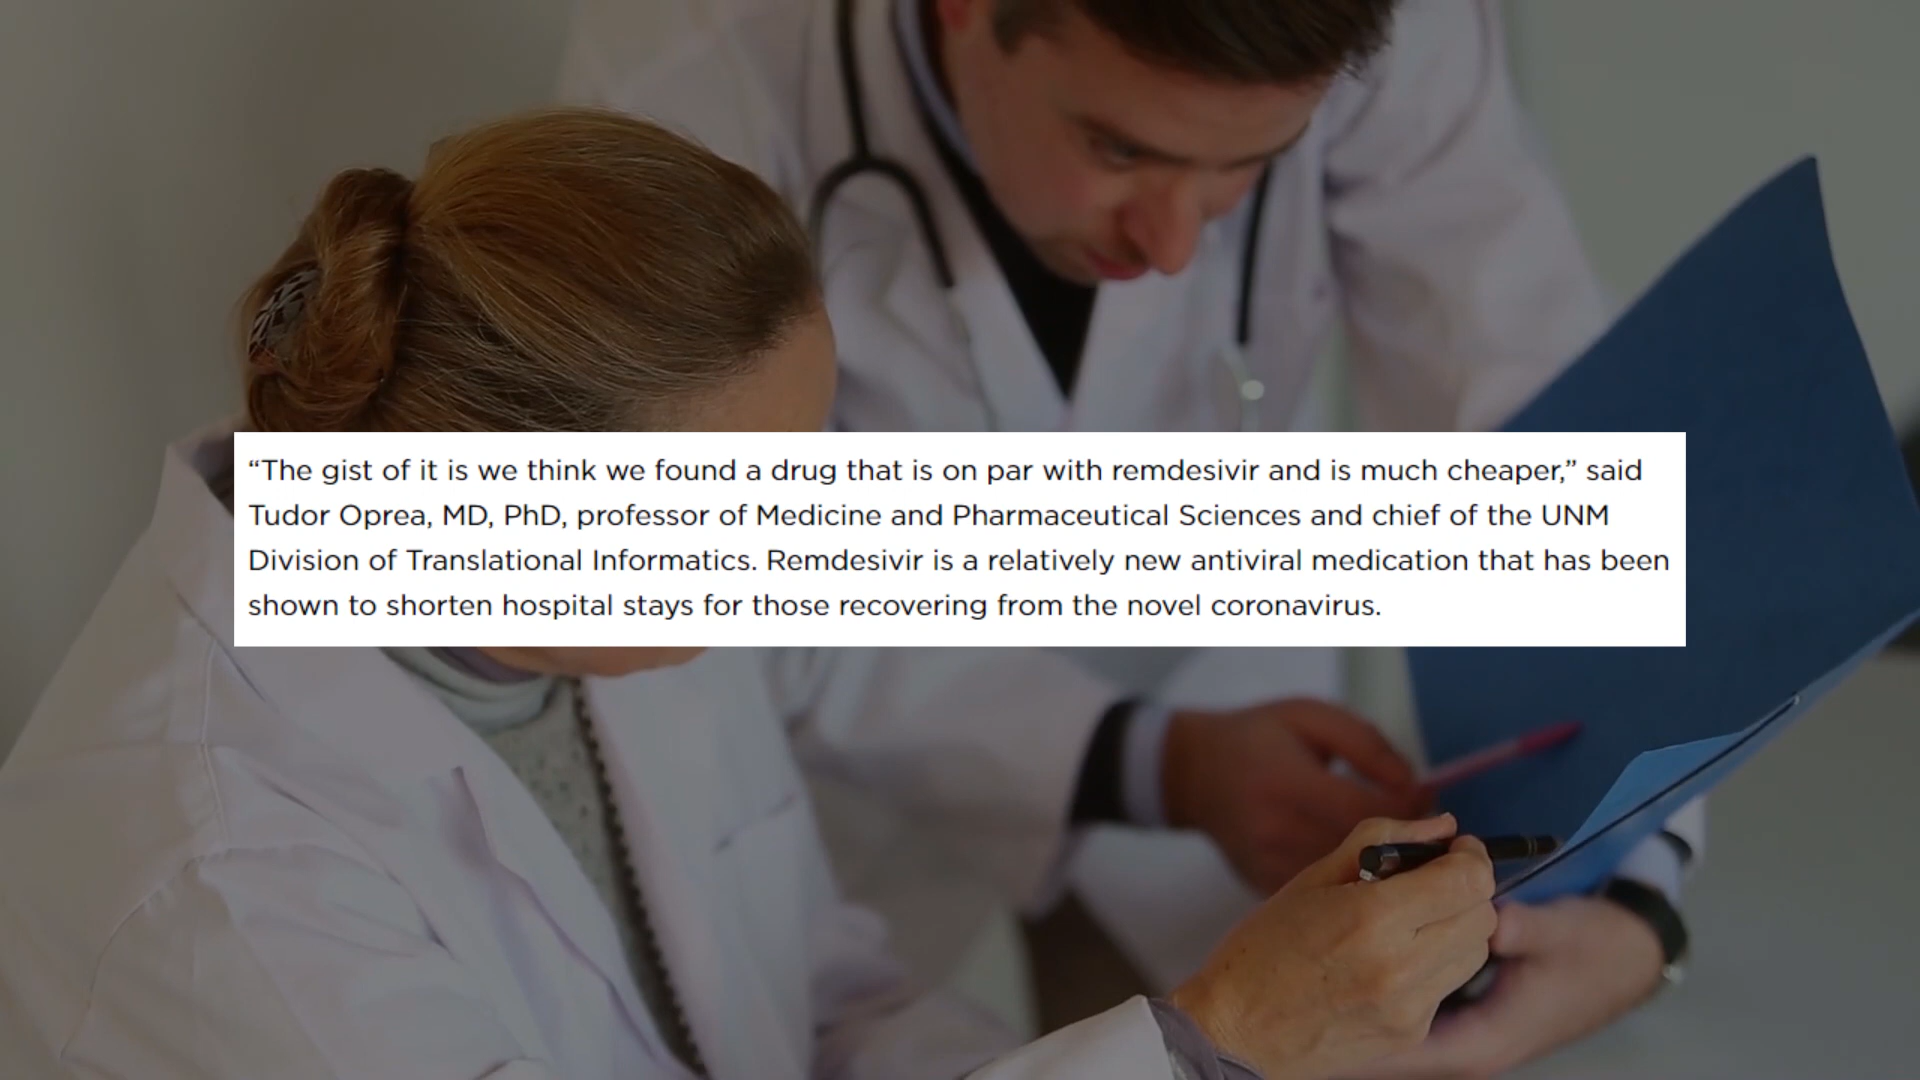 “The gist of it is we think we found a drug that is on par with remdesivir and is much cheaper,” said
Tudor Oprea, MD, PhD, professor of Medicine and Pharmaceutical Sciences and chief of the UNM
Division of Translational Informatics. Remdesivir is a relatively new antiviral medication that has been
shown to shorten hospital stays for those recovering from the novel coronavirus.